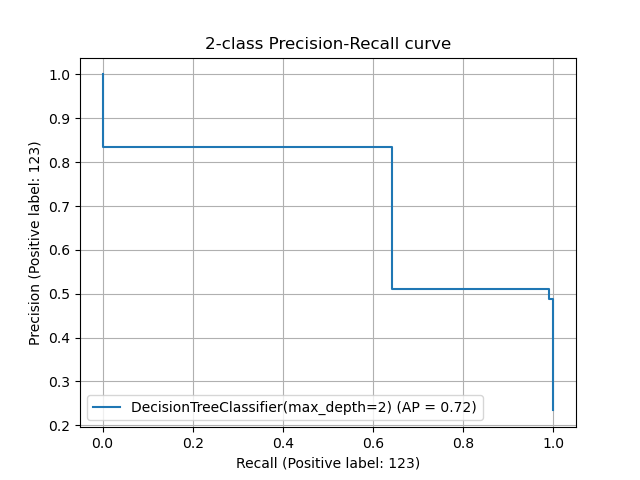 2-class Precision-Recall curve
Precision (Positive label: 123)
1.0
0.9
0.8
0.7
0.6
0.5
0.4
0.3
0.2
DecisionTreeClassifier(max_depth=2) (AP = 0.72)
0.0 0.2 0.4 0.6 0.8 1.0
Recall (Positive label: 123)